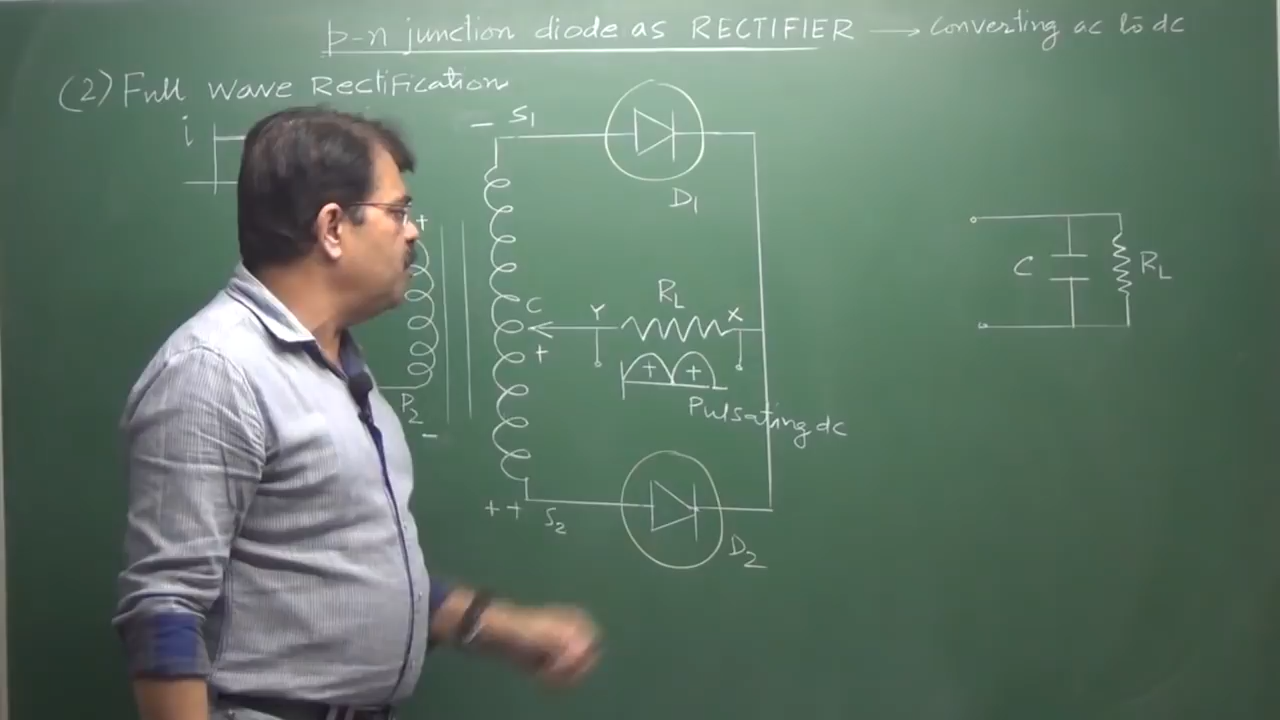 p-n junction diode as RECTIFIER → Converting ac to dc
(2) Full Wave Rectification
i
- S1
D1
+
C
RL
C
Y
RL
X
+
+ +
Pulsating dc
P2
-
+ + S2
D2